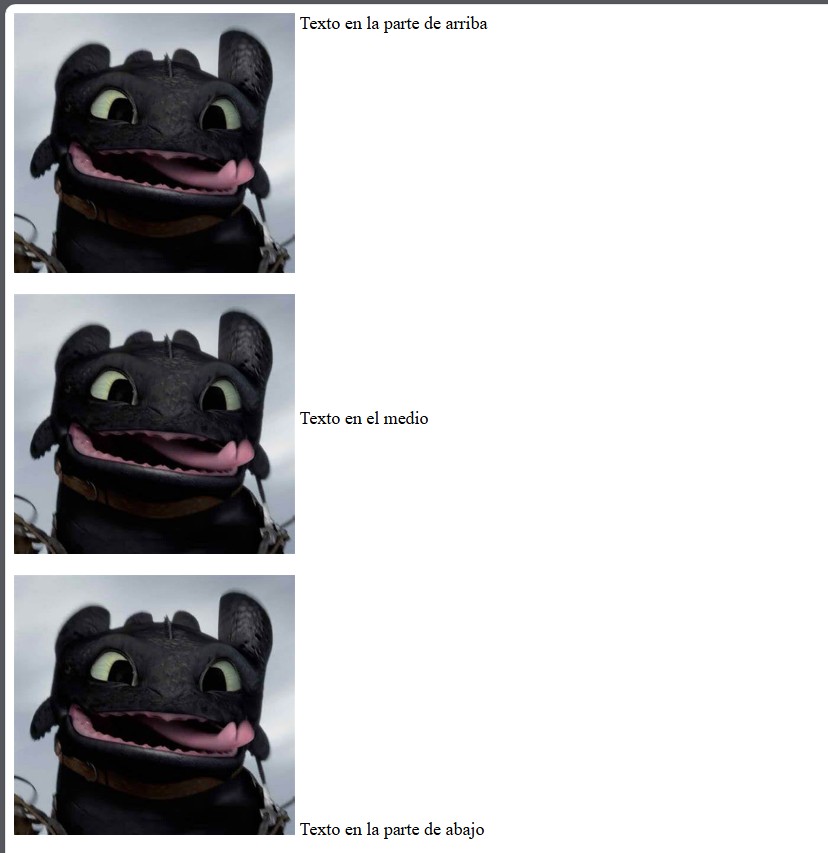 Texto en la parte de arriba
Texto en el medio
Texto en la parte de abajo